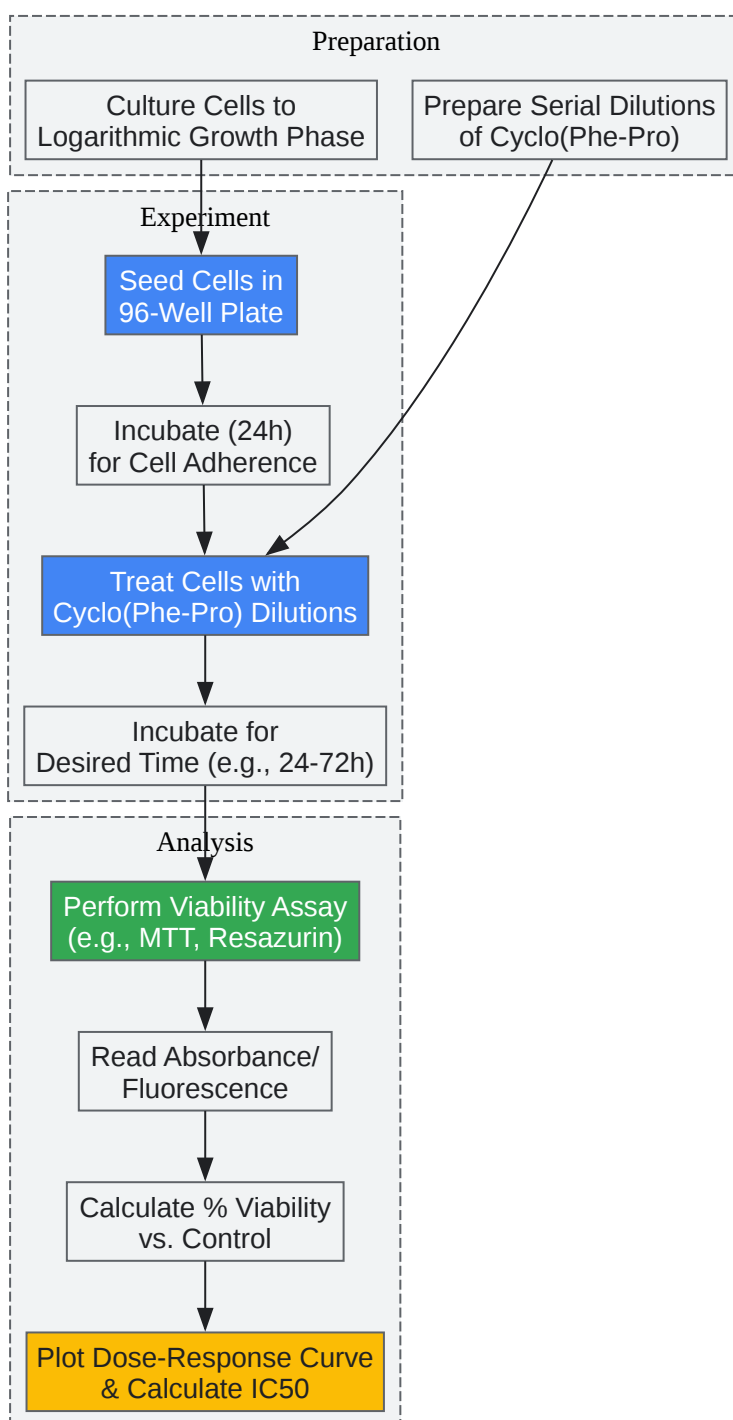 Preparation
Culture Cells to
Logarithmic Growth Phase
Prepare Serial Dilutions
of Cyclo(Phe-Pro)
Experiment
Seed Cells in
96-Well Plate
Incubate (24h)
for Cell Adherence
Treat Cells with
Cyclo(Phe-Pro) Dilutions
Incubate for
Desired Time (e.g., 24-72h)
Analysis
Perform Viability Assay
(e.g., MTT, Resazurin)
Read Absorbance/
Fluorescence
Calculate % Viability
vs. Control
Plot Dose-Response Curve
& Calculate IC50